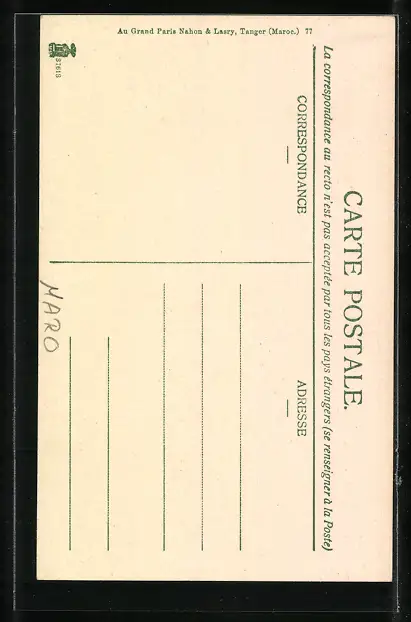 Au Grand Paris Nahon & Lasry, Tanger (Maroc.) 77
CARTE POSTALE.
La correspondance au recto n'est pas acceptée par tous les pays étrangers (se renseigner à la Poste)
CORRESPONDANCE
ADRESSE
MARO